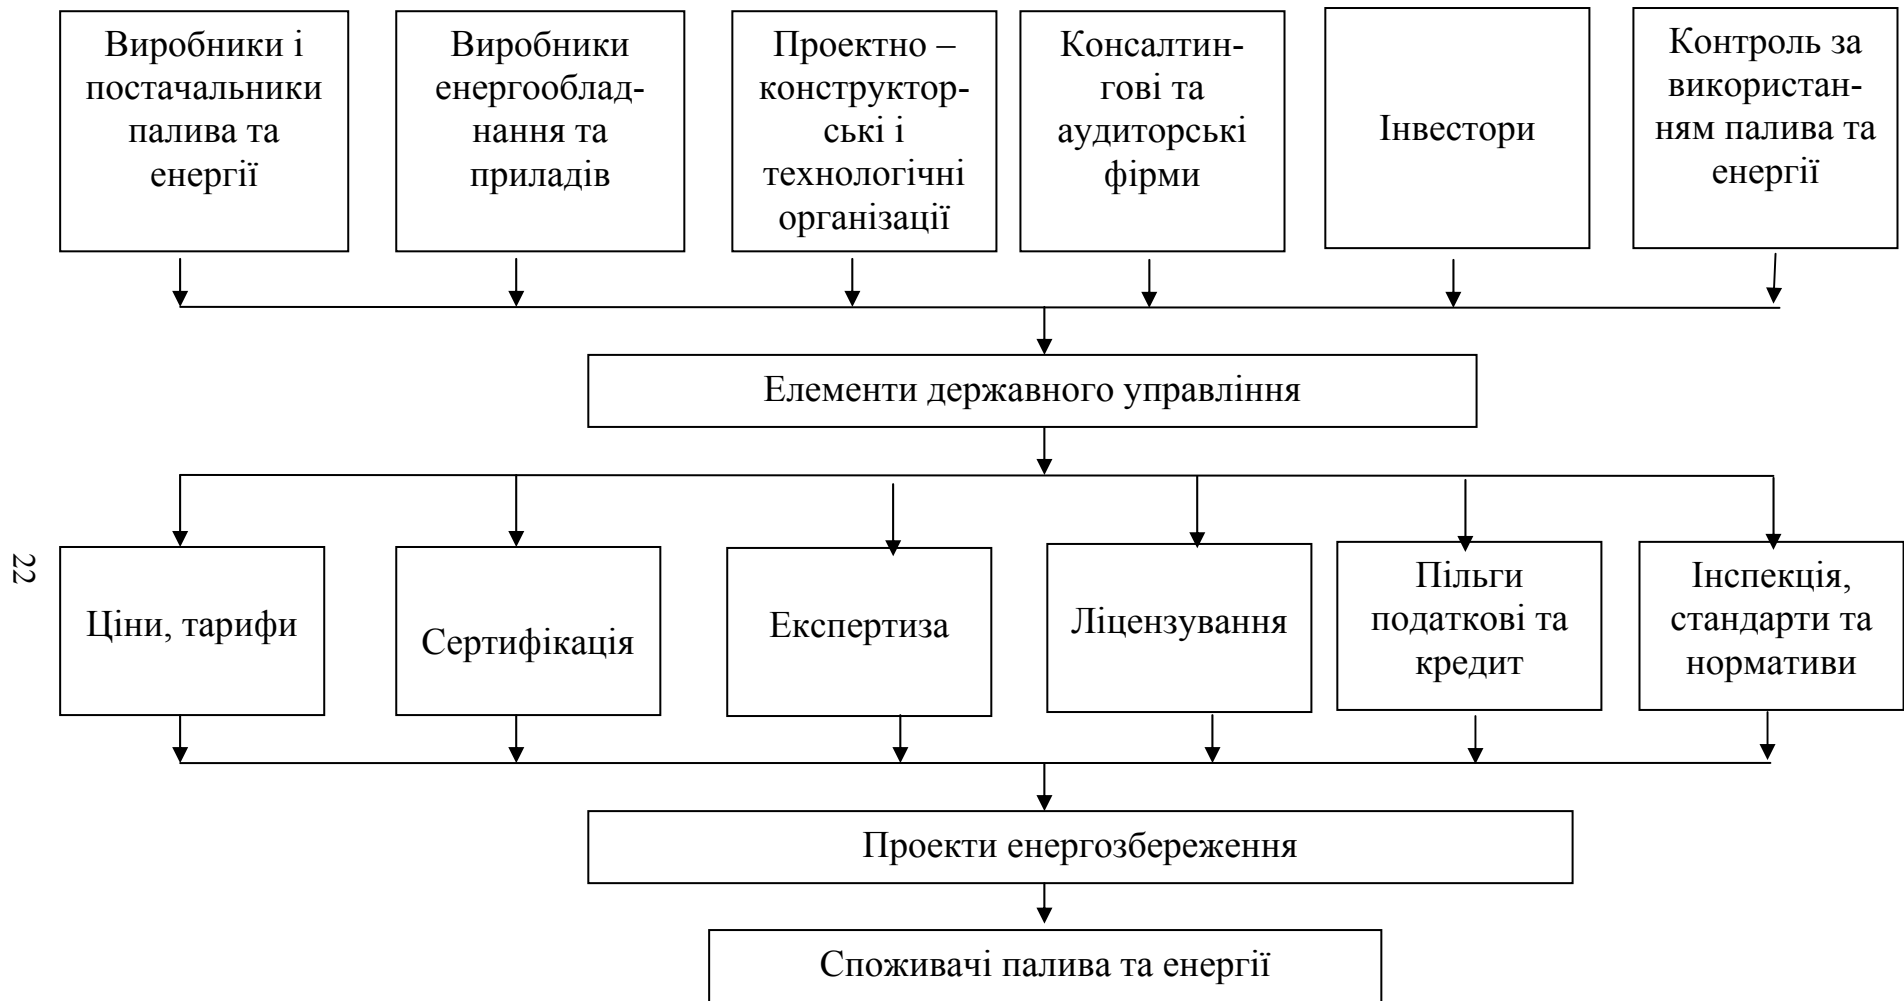 Виробники і
постачальники
палива та
енергії
Виробники
енергооблад-
нання та
приладів
Проектно –
конструктор-
ські і
технологічні
організації
Консалтин-
гові та
аудиторські
фірми
Інвестори
Контроль за
використан-
ням палива та
енергії
Елементи державного управління
Ціни, тарифи
Сертифікація
Експертиза
Ліцензування
Пільги
податкові та
кредит
Інспекція,
стандарти та
нормативи
Проекти енергозбереження
Споживачі палива та енергії
22